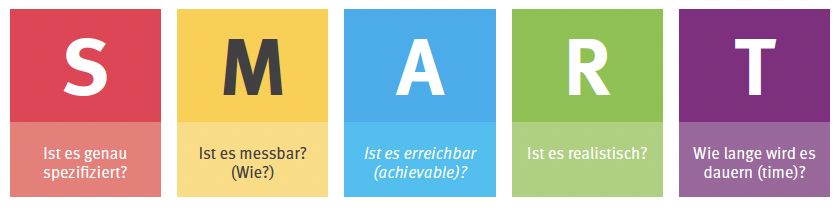 S
Ist es genau
spezifiziert?
M
Ist es messbar?
(Wie?)
A
Ist es erreichbar
(achievable)?
R
Ist es realistisch?
T
Wie lange wird es
dauern (time)?